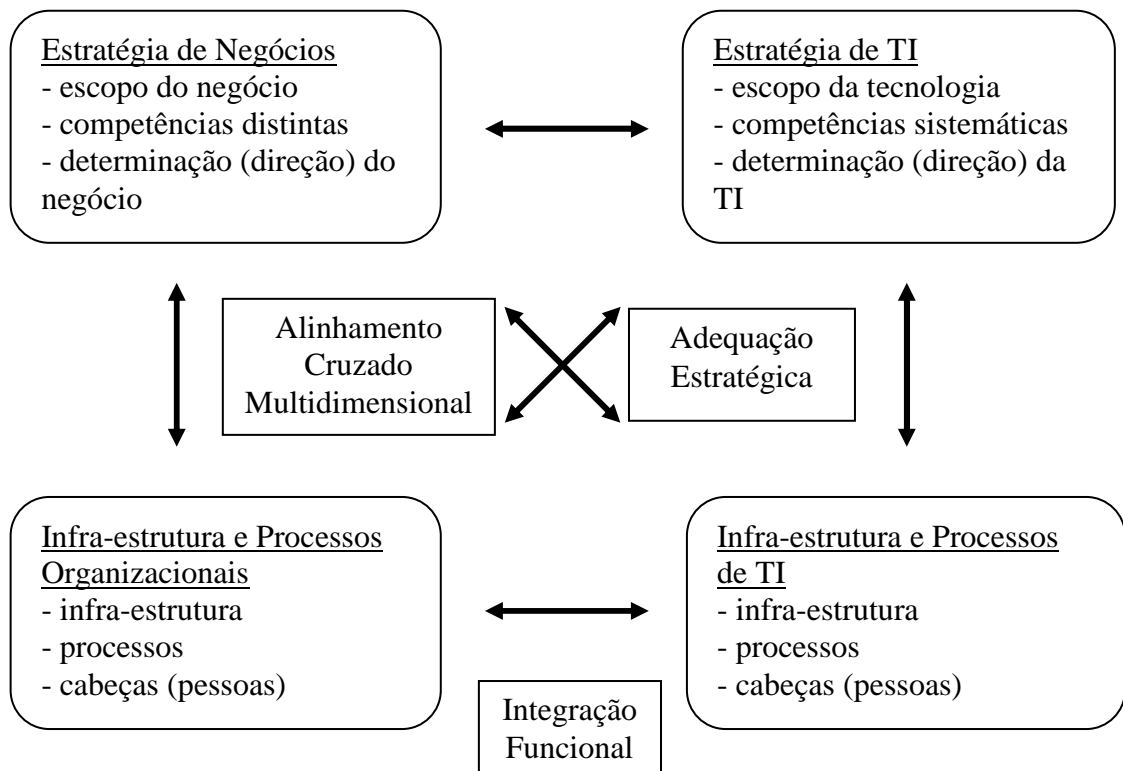 Estratégia de Negócios
- escopo do negócio
- competências distintas
- determinação (direção) do
negócio
Estratégia de TI
- escopo da tecnologia
- competências sistemáticas
- determinação (direção) da
TI
Alinhamento
Cruzado
Multidimensional
Adequação
Estratégica
Infra-estrutura e Processos
Organizacionais
- infra-estrutura
- processos
- cabeças (pessoas)
Infra-estrutura e Processos
de TI
- infra-estrutura
- processos
- cabeças (pessoas)
Integração
Funcional